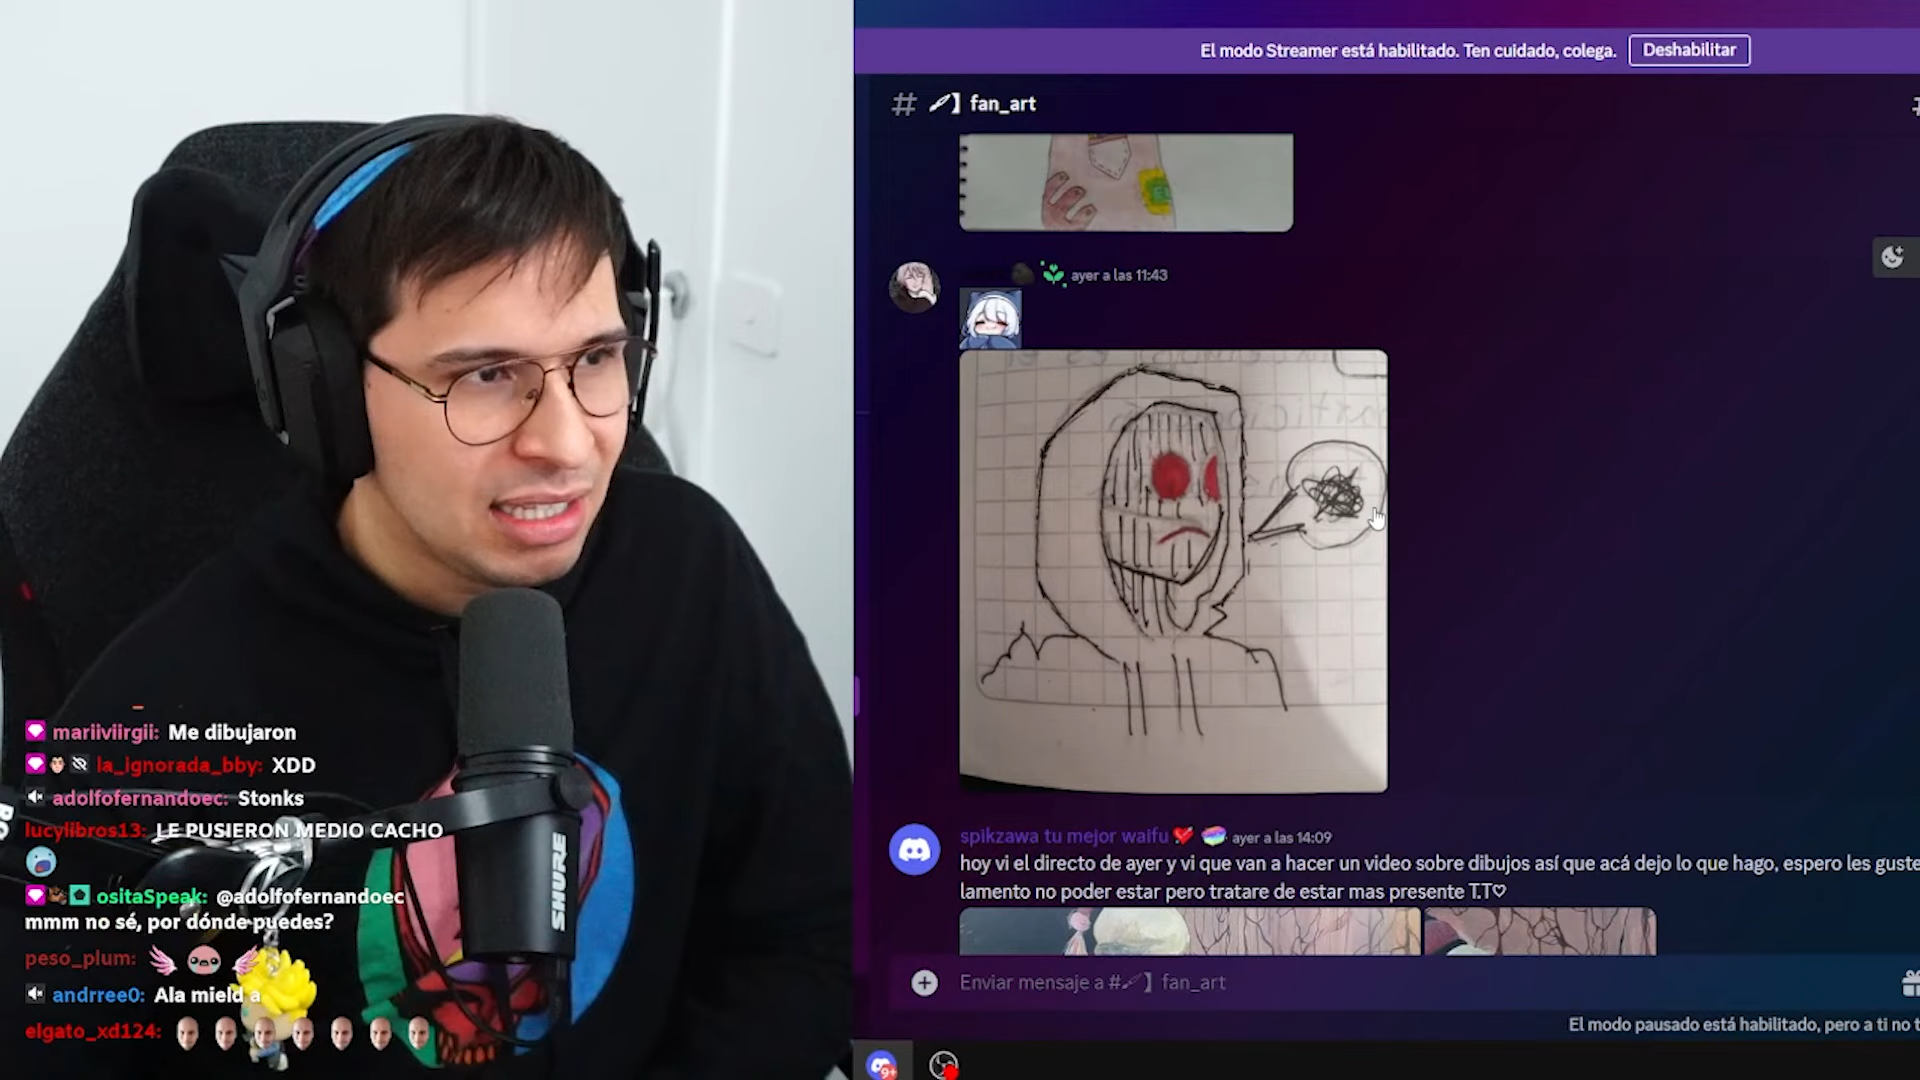 El modo Streamer está habilitado. Ten cuidado, colega. Deshabilitar
# fan_art
ayer a las 11:43
spikzawa tu mejor waifu ayer a las 14:09
hoy vi el directo de ayer y vi que van a hacer un video sobre dibujos así que acá dejo lo que hago, espero les guste
lamento no poder estar pero tratare de estar mas presente T.T♡
Enviar mensaje a # fan_art
El modo pausado está habilitado, pero a ti no t
9+
mariiviirgii: Me dibujaron
la_ignorada_bby: XDD
adolfofernandoec: Stonks
lucylibros13: LE PUSIERON MEDIO CACHO
ositaSpeak: @adolfofernandoec
mmm no sé, por dónde puedes?
peso_plum:
andrree0: Ala mield a
elgato_xd124:
SHURE